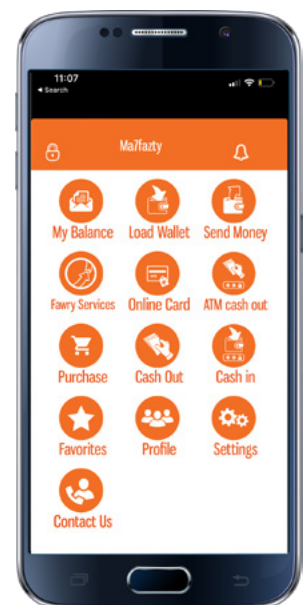 11:07
Search
Ma7fazty
My Balance Load Wallet Send Money
Fawry Services Online Card ATM cash out
Purchase Cash Out Cash in
Favorites Profile Settings
Contact Us